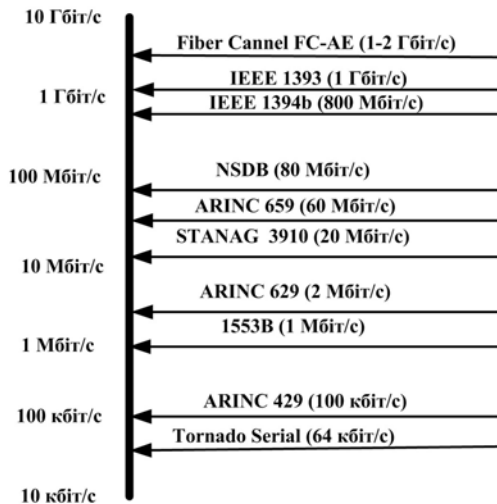 10 Гбіт/с
Fiber Cannel FC-AE (1-2 Гбіт/с)
IEEE 1393 (1 Гбіт/с)
1 Гбіт/с
IEEE 1394b (800 Мбіт/с)
NSDB (80 Мбіт/с)
100 Мбіт/с
ARINC 659 (60 Мбіт/с)
STANAG 3910 (20 Мбіт/с)
10 Мбіт/с
ARINC 629 (2 Мбіт/с)
1553B (1 Мбіт/с)
1 Мбіт/с
ARINC 429 (100 кбіт/с)
100 кбіт/с
Tornado Serial (64 кбіт/с)
10 кбіт/с